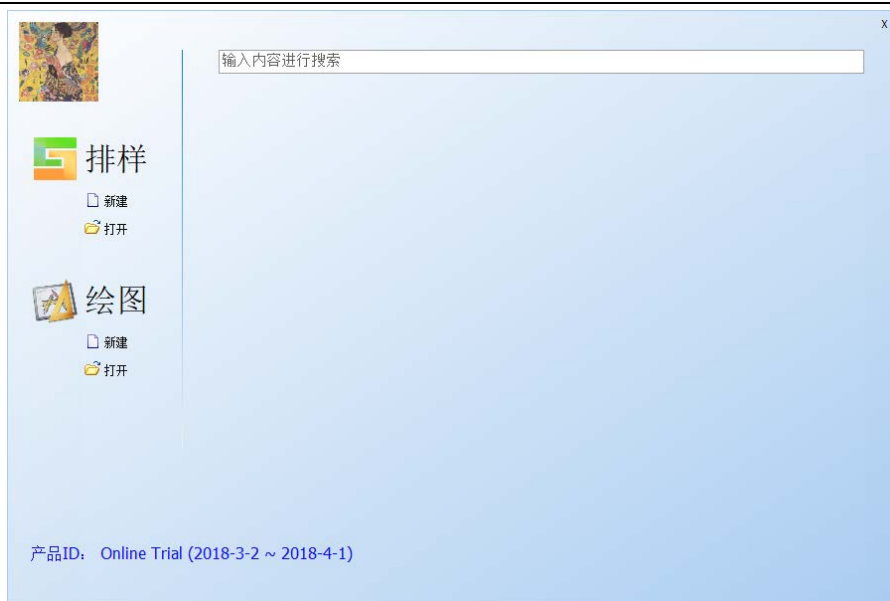 x
输入内容进行搜索
排样
新建
打开
绘图
新建
打开
产品ID: Online Trial (2018-3-2 ~ 2018-4-1)